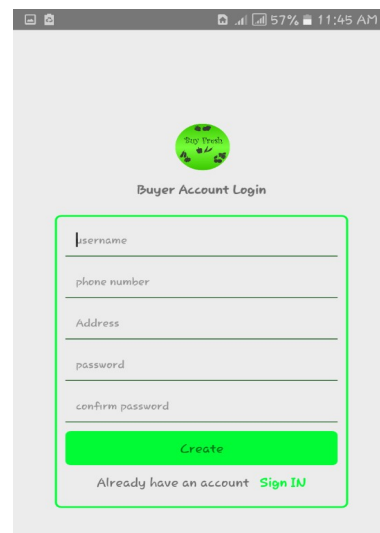 57% 11:45 AM
Buy Fresh
Buyer Account Login
username
phone number
Address
password
confirm password
Create
Already have an account Sign IN